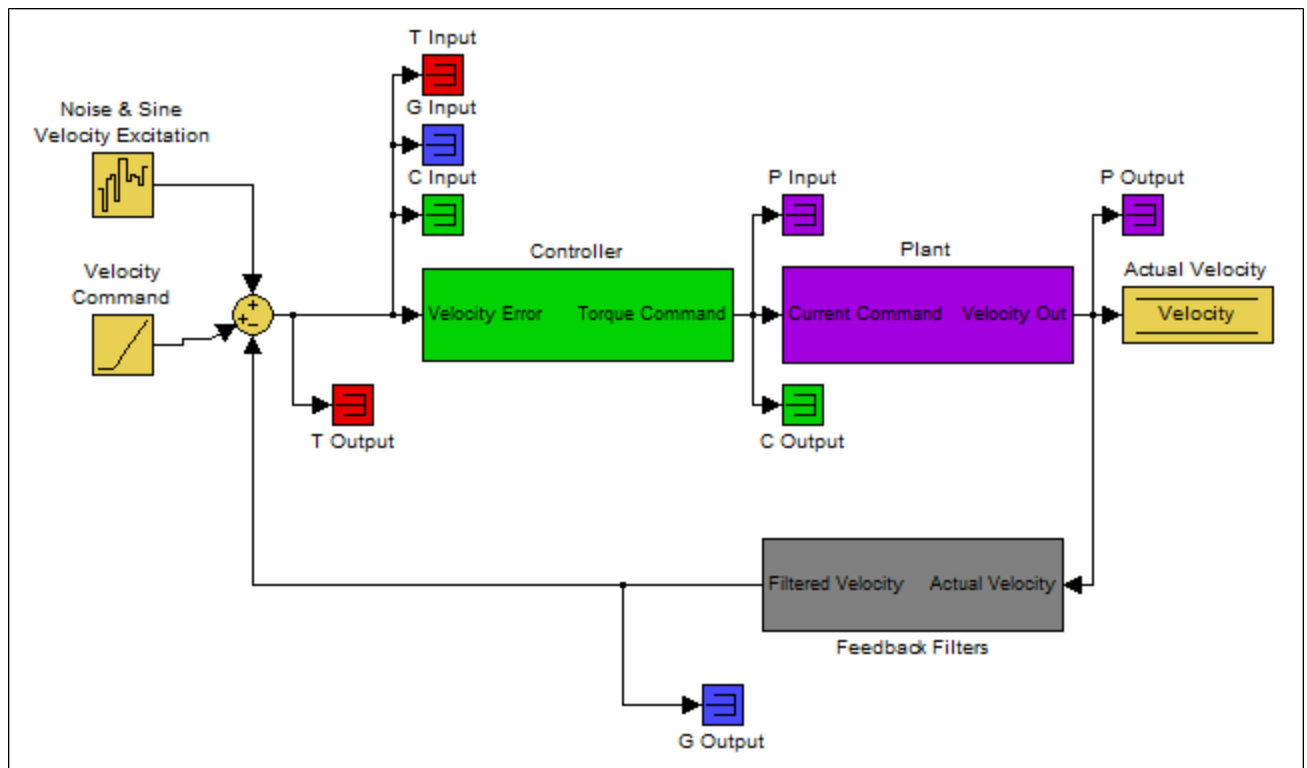 T Input
Noise & Sine
Velocity Excitation
G Input
C Input
P Input
P Output
Velocity
Command
Controller
Plant
Actual Velocity
+
+−
Velocity Error
Torque Command
Current Command
Velocity Out
Velocity
T Output
C Output
Filtered Velocity
Actual Velocity
Feedback Filters
G Output